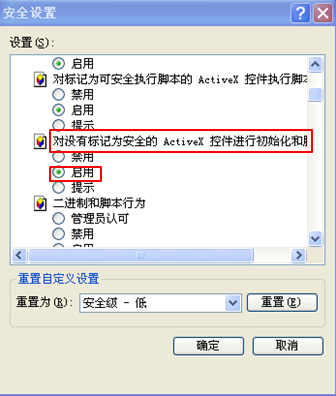 安全设置
设置(S):
启用
对标记为可安全执行脚本的 ActiveX 控件执行脚本
禁用
启用
提示
对没有标记为安全的 ActiveX 控件进行初始化和脚
禁用
启用
提示
二进制和脚本行为
管理员认可
禁用
启用
重置自定义设置
重置为(R): 安全级 - 低 重置(E)
确定 取消